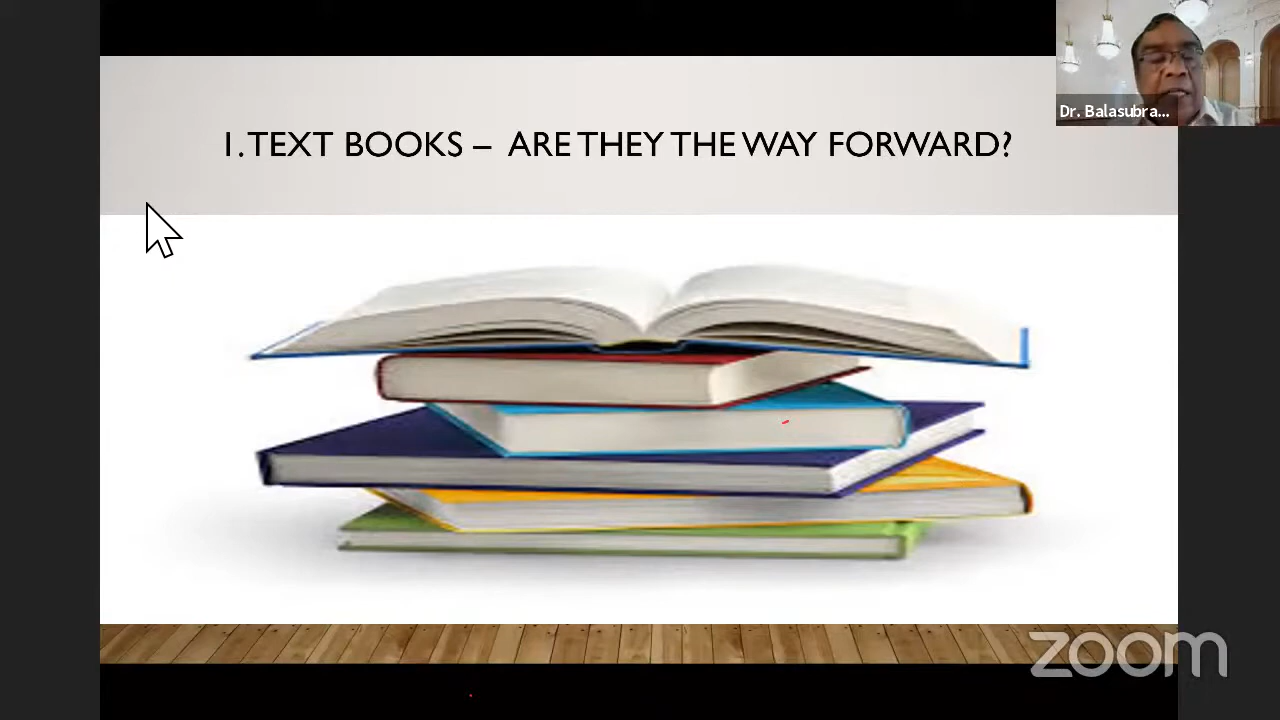 1. TEXT BOOKS – ARE THEY THE WAY FORWARD?
Dr. Balasubra...
zoom